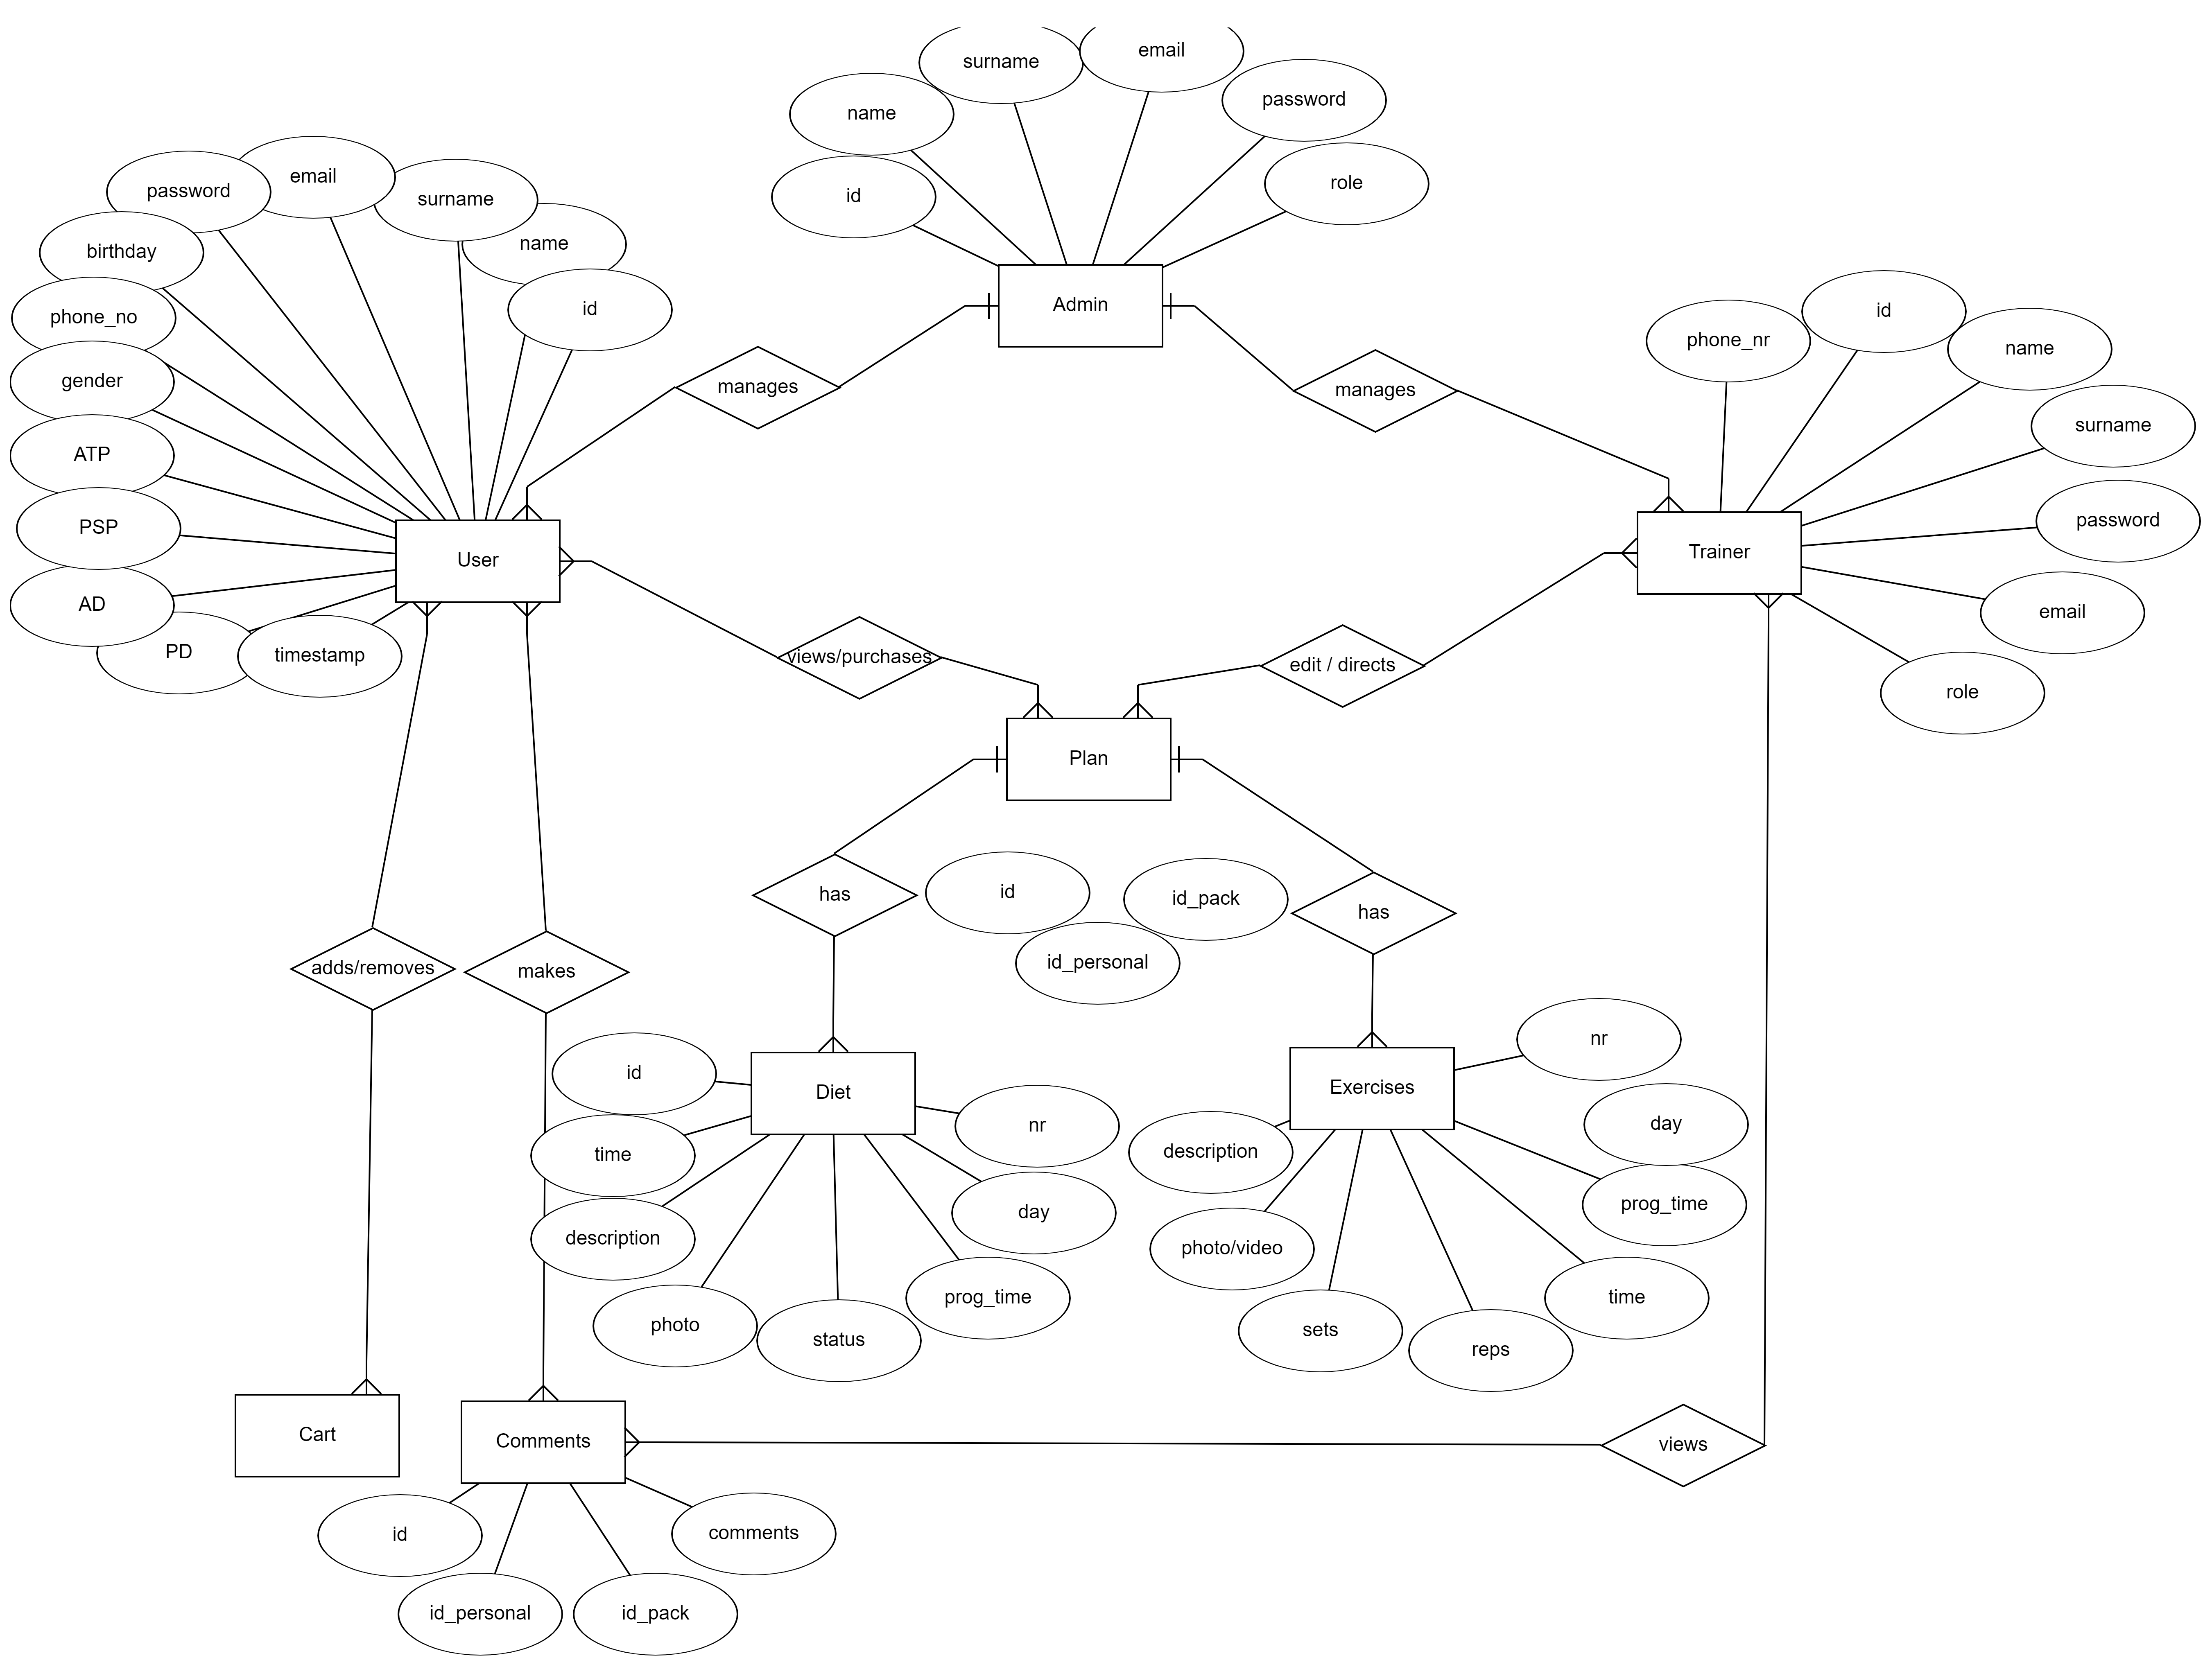 surname
email
name
password
id
role
Admin
password
email
surname
name
birthday
id
phone_no
gender
ATP
PSP
AD
PD
timestamp
User
manages
manages
phone_nr
id
name
surname
password
email
role
Trainer
views/purchases
edit / directs
Plan
has
id
id_pack
id_personal
has
adds/removes
makes
id
time
description
photo
status
prog_time
day
nr
Diet
Exercises
nr
day
prog_time
time
reps
sets
photo/video
description
Cart
Comments
views
id
id_personal
id_pack
comments